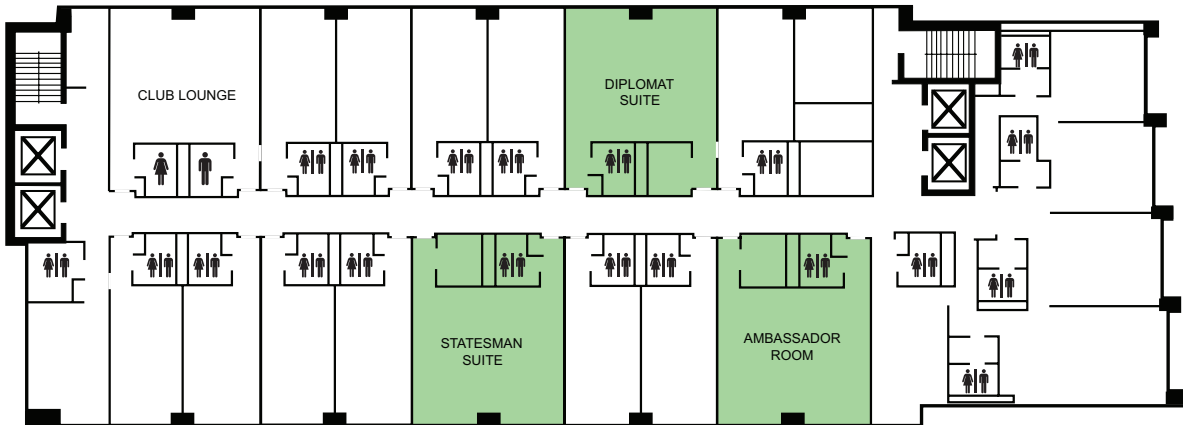 CLUB LOUNGE
DIPLOMAT
SUITE
STATESMAN
SUITE
AMBASSADOR
ROOM